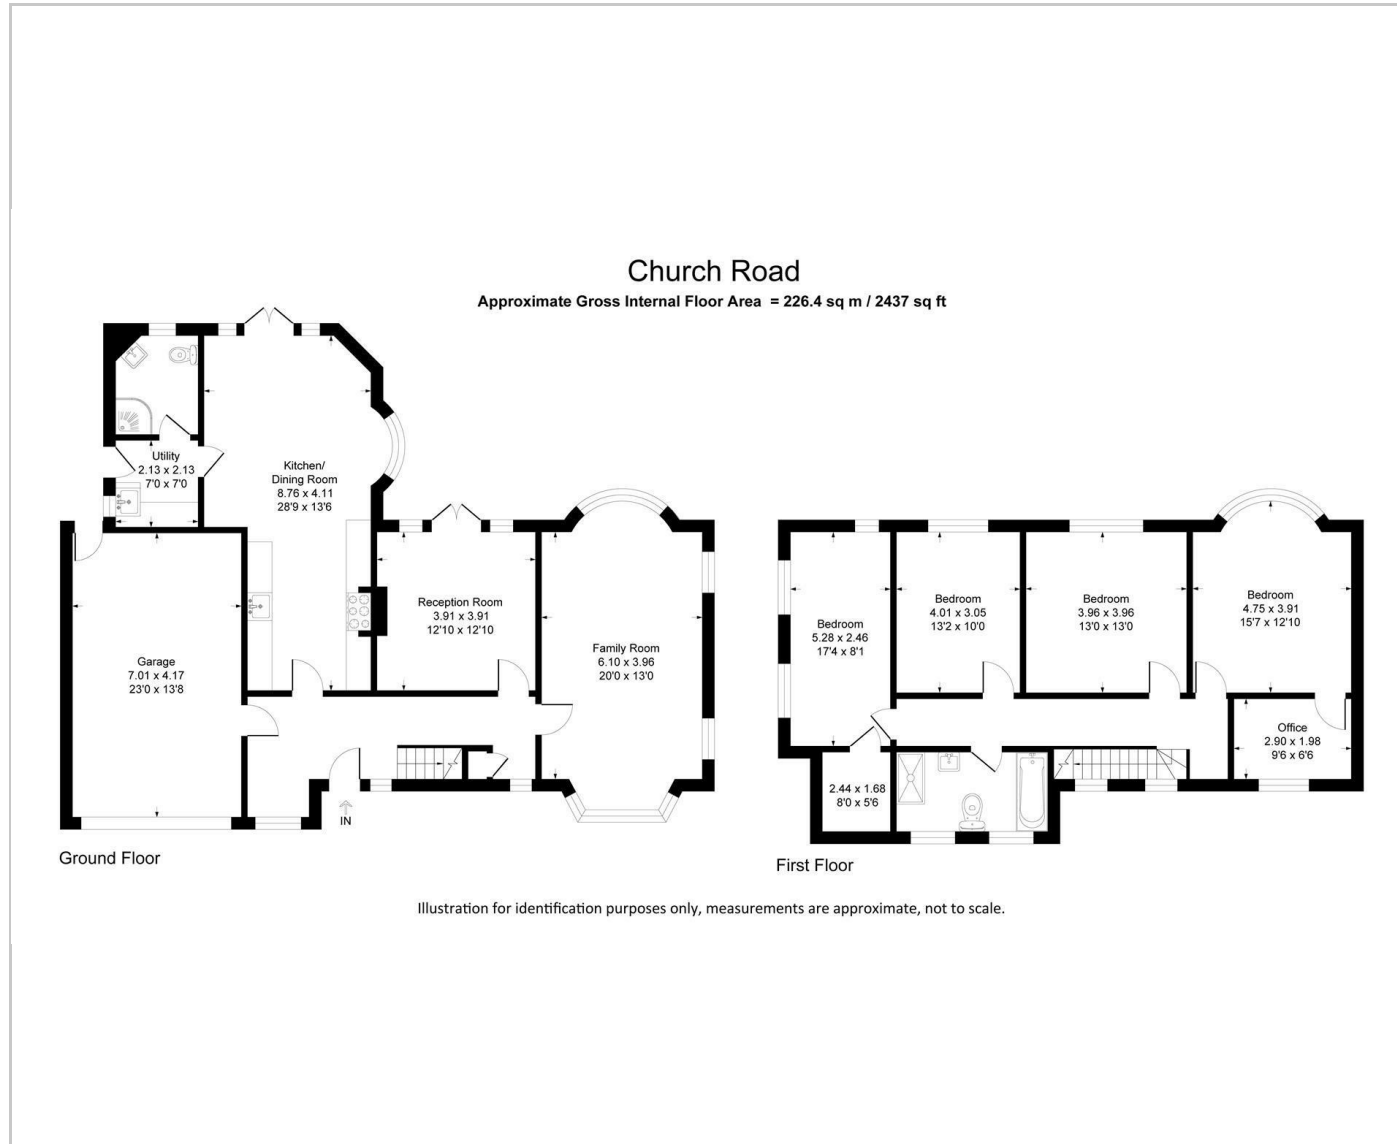 Church Road
Approximate Gross Internal Floor Area = 226.4 sq m / 2437 sq ft
Utility
2.13 x 2.13
7'0 x 7'0
Kitchen/
Dining Room
8.76 x 4.11
28'9 x 13'6
Reception Room
3.91 x 3.91
12'10 x 12'10
Family Room
6.10 x 3.96
20'0 x 13'0
Garage
7.01 x 4.17
23'0 x 13'8
IN
Ground Floor
Bedroom
5.28 x 2.46
17'4 x 8'1
Bedroom
4.01 x 3.05
13'2 x 10'0
Bedroom
3.96 x 3.96
13'0 x 13'0
Bedroom
4.75 x 3.91
15'7 x 12'10
Office
2.90 x 1.98
9'6 x 6'6
2.44 x 1.68
8'0 x 5'6
First Floor
Illustration for identification purposes only, measurements are approximate, not to scale.